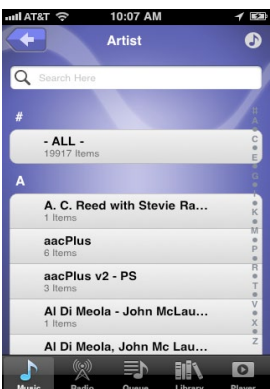 AT&T 10:07 AM
Artist
Search Here
#
- ALL -
19917 Items
A
A. C. Reed with Stevie Ra...
1 Items
aacPlus
6 Items
aacPlus v2 - PS
3 Items
Al Di Meola - John McLau...
1 Items
Al Di Meola, John Mc Lau...
#
A
C
E
G
I
K
M
P
R
T
V
X
Z
Music Radio Queue Library Player